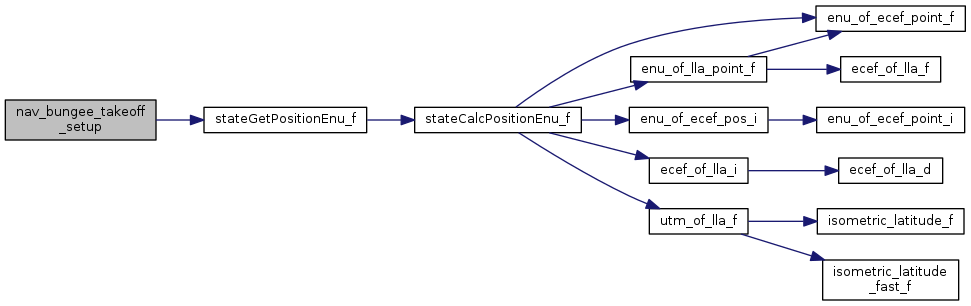 nav_bungee_takeoff
_setup
stateGetPositionEnu_f
stateCalcPositionEnu_f
enu_of_ecef_point_f
enu_of_lla_point_f
ecef_of_lla_f
enu_of_ecef_pos_i
enu_of_ecef_point_i
ecef_of_lla_i
ecef_of_lla_d
utm_of_lla_f
isometric_latitude_f
isometric_latitude
_fast_f